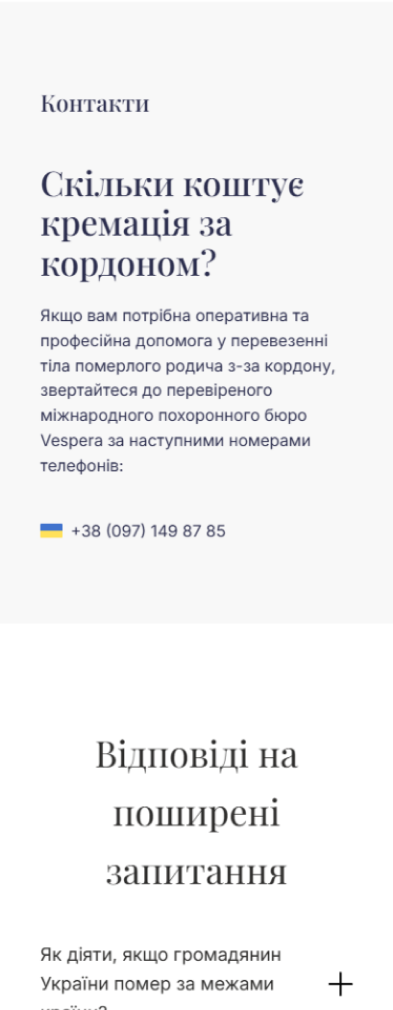 Контакти
Скільки коштує
кремація за
кордоном?
Якщо вам потрібна оперативна та
професійна допомога у перевезенні
тіла померлого родича з-за кордону,
звертайтеся до перевіреного
міжнародного похоронного бюро
Vespera за наступними номерами
телефонів:
+38 (097) 149 87 85
Відповіді на
поширені
запитання
Як діяти, якщо громадянин
України помер за межами
країни?